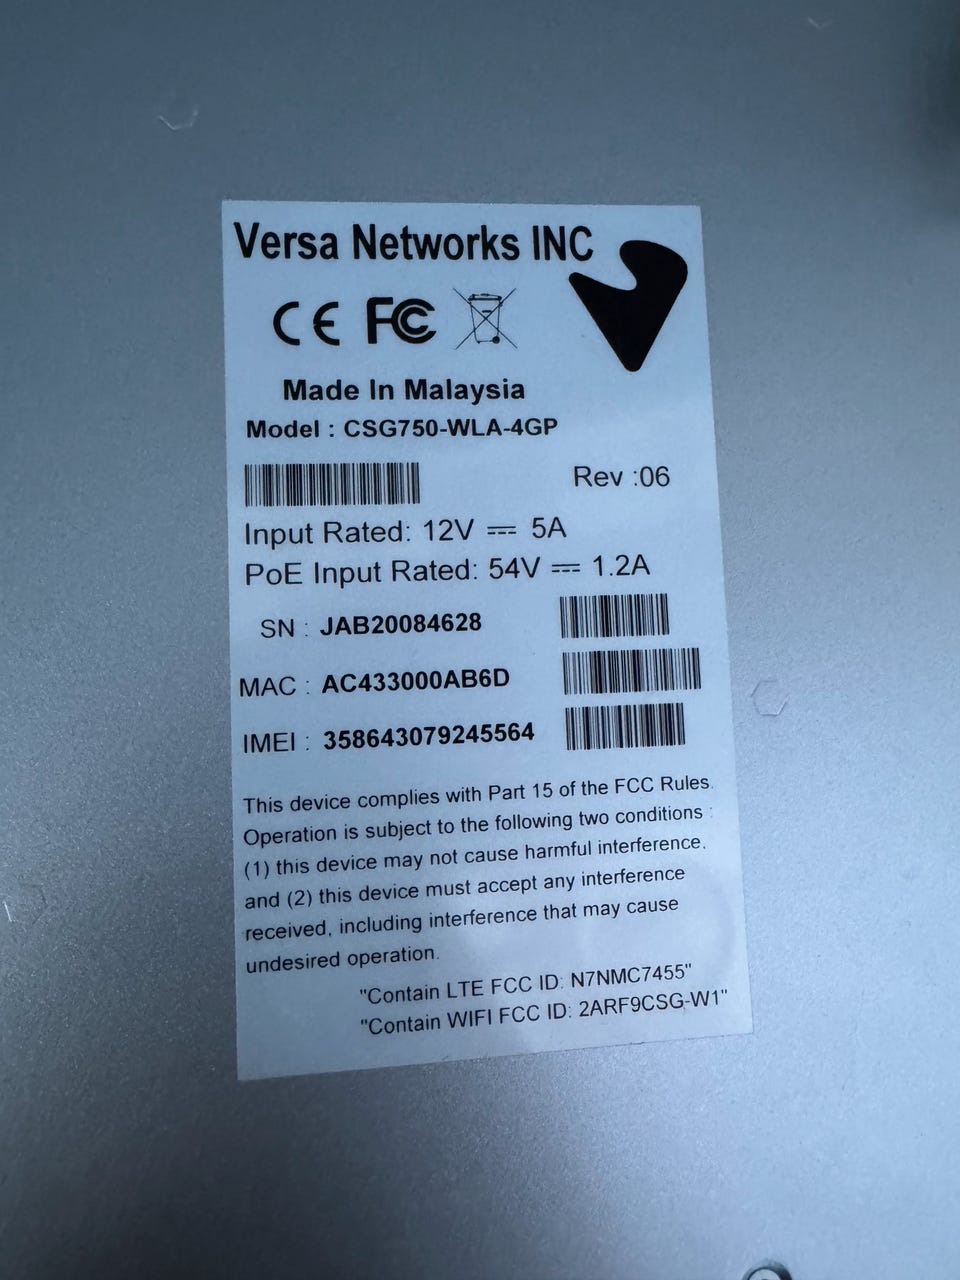 Versa Networks INC
CE FC
Made In Malaysia
Model : CSG750-WLA-4GP
Rev :06
Input Rated: 12V ⎓ 5A
PoE Input Rated: 54V ⎓ 1.2A
SN : JAB20084628
MAC : AC433000AB6D
IMEI : 358643079245564
This device complies with Part 15 of the FCC Rules.
Operation is subject to the following two conditions :
(1) this device may not cause harmful interference.
and (2) this device must accept any interference
received, including interference that may cause
undesired operation.
"Contain LTE FCC ID: N7NMC7455"
"Contain WIFI FCC ID: 2ARF9CSG-W1"